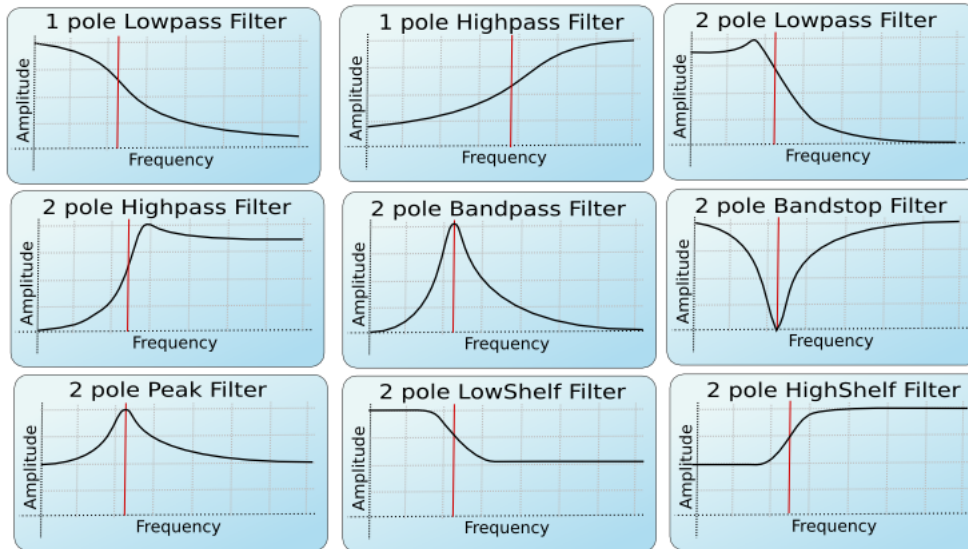 1 pole Lowpass Filter
Amplitude
Frequency
1 pole Highpass Filter
Amplitude
Frequency
2 pole Lowpass Filter
Amplitude
Frequency
2 pole Highpass Filter
Amplitude
Frequency
2 pole Bandpass Filter
Amplitude
Frequency
2 pole Bandstop Filter
Amplitude
Frequency
2 pole Peak Filter
Amplitude
Frequency
2 pole LowShelf Filter
Amplitude
Frequency
2 pole HighShelf Filter
Amplitude
Frequency